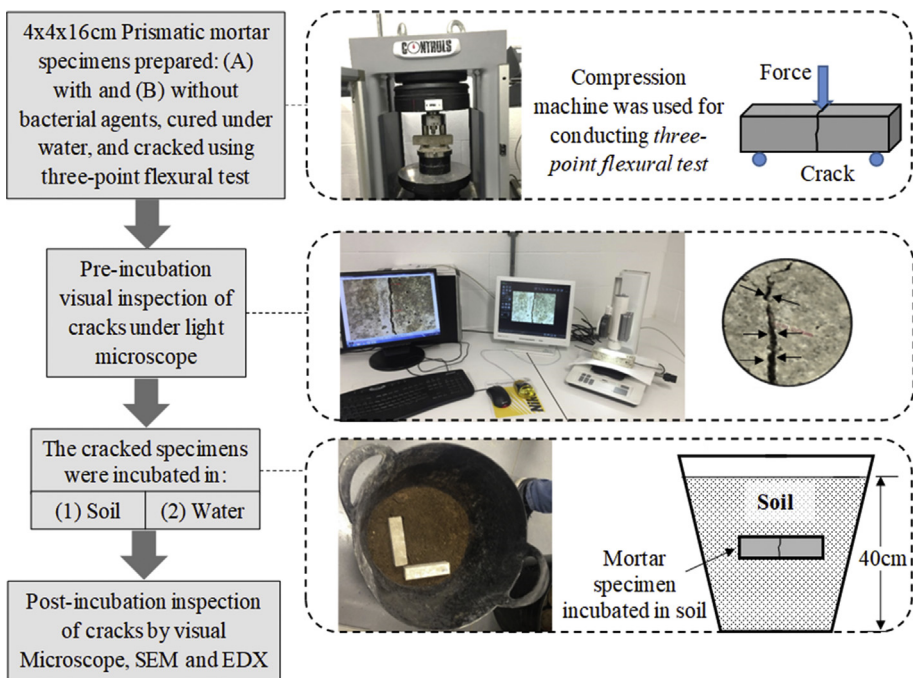 4x4x16cm Prismatic mortar
specimens prepared: (A)
with and (B) without
bacterial agents, cured under
water, and cracked using
three-point flexural test
CONTROLS
Compression
machine was used for
conducting three-
point flexural test
Force
Crack
Pre-incubation
visual inspection of
cracks under light
microscope
The cracked specimens
were incubated in:
(1) Soil
(2) Water
Soil
40cm
Mortar
specimen
incubated in soil
Post-incubation inspection
of cracks by visual
Microscope, SEM and EDX